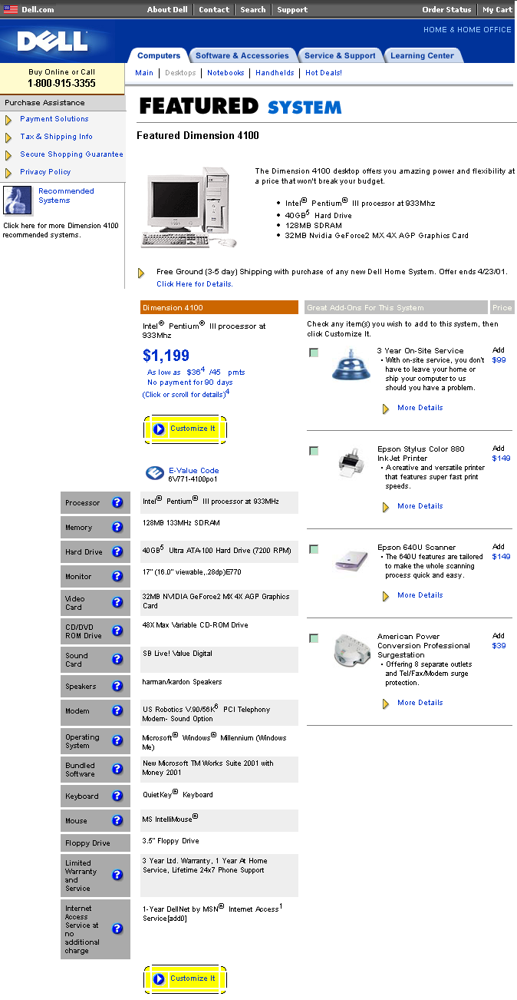 Dell.com
About Dell Contact Search Support
Order Status My Cart
DELL
HOME & HOME OFFICE
Computers Software & Accessories Service & Support Learning Center
Buy Online or Call
1-800-915-3355
Main Desktops Notebooks Handhelds Hot Deals!
Purchase Assistance
Payment Solutions
Tax & Shipping Info
Secure Shopping Guarantee
Privacy Policy
Recommended
Systems
Click here for more Dimension 4100
recommended systems.
FEATURED SYSTEM
Featured Dimension 4100
The Dimension 4100 desktop offers you amazing power and flexibility at
a price that won't break your budget.
• Intel® Pentium® III processor at 933Mhz
• 40GB5 Hard Drive
• 128MB SDRAM
• 32MB Nvidia GeForce2 MX 4X AGP Graphics Card
Free Ground (3-5 day) Shipping with purchase of any new Dell Home System. Offer ends 4/23/01.
Click Here for Details.
Dimension 4100
Intel® Pentium® III processor at
933Mhz
$1,199
As low as $364 /45 pmts
No payment for 90 days
(Click or scroll for details)4
Customize It
E-Value Code
6V771-4100po1
Processor Intel® Pentium® III processor at 933MHz
Memory 128MB 133MHz SDRAM
Hard Drive 40GB5 Ultra ATA-100 Hard Drive (7200 RPM)
Monitor 17" (16.0" viewable,.28dp)E770
Video
Card
32MB NVIDIA GeForce2 MX 4X AGP Graphics
Card
CD/DVD
ROM Drive
48X Max Variable CD-ROM Drive
Sound
Card
SB Live! Value Digital
Speakers harman/kardon Speakers
Modem
US Robotics V.90/56K6 PCI Telephony
Modem- Sound Option
Operating
System
Microsoft® Windows® Millennium (Windows
Me)
Bundled
Software
New Microsoft TM Works Suite 2001 with
Money 2001
Keyboard QuietKey® Keyboard
Mouse MS IntelliMouse®
Floppy Drive 3.5" Floppy Drive
Limited
Warranty
and
Service
3 Year Ltd. Warranty, 1 Year At Home
Service, Lifetime 24x7 Phone Support
Internet
Access
Service at
no
additional
charge
1-Year DellNet by MSN® Internet Access1
Service[add0]
Customize It
Great Add-Ons For This System Price
Check any item(s) you wish to add to this system, then
click Customize It.
3 Year On-Site Service Add
$99
• With on-site service, you don't
have to leave your home or
ship your computer to us
should you have a problem.
More Details
Epson Stylus Color 880 Add
InkJet Printer $149
• A creative and versatile printer
that features super fast print
speeds.
More Details
Epson 640U Scanner Add
$149
• The 640U features are tailored
to make the whole scanning
process quick and easy.
More Details
American Power Add
Conversion Professional $39
Surgestation
• Offering 8 separate outlets
and Tel/Fax/Modem surge
protection.
More Details